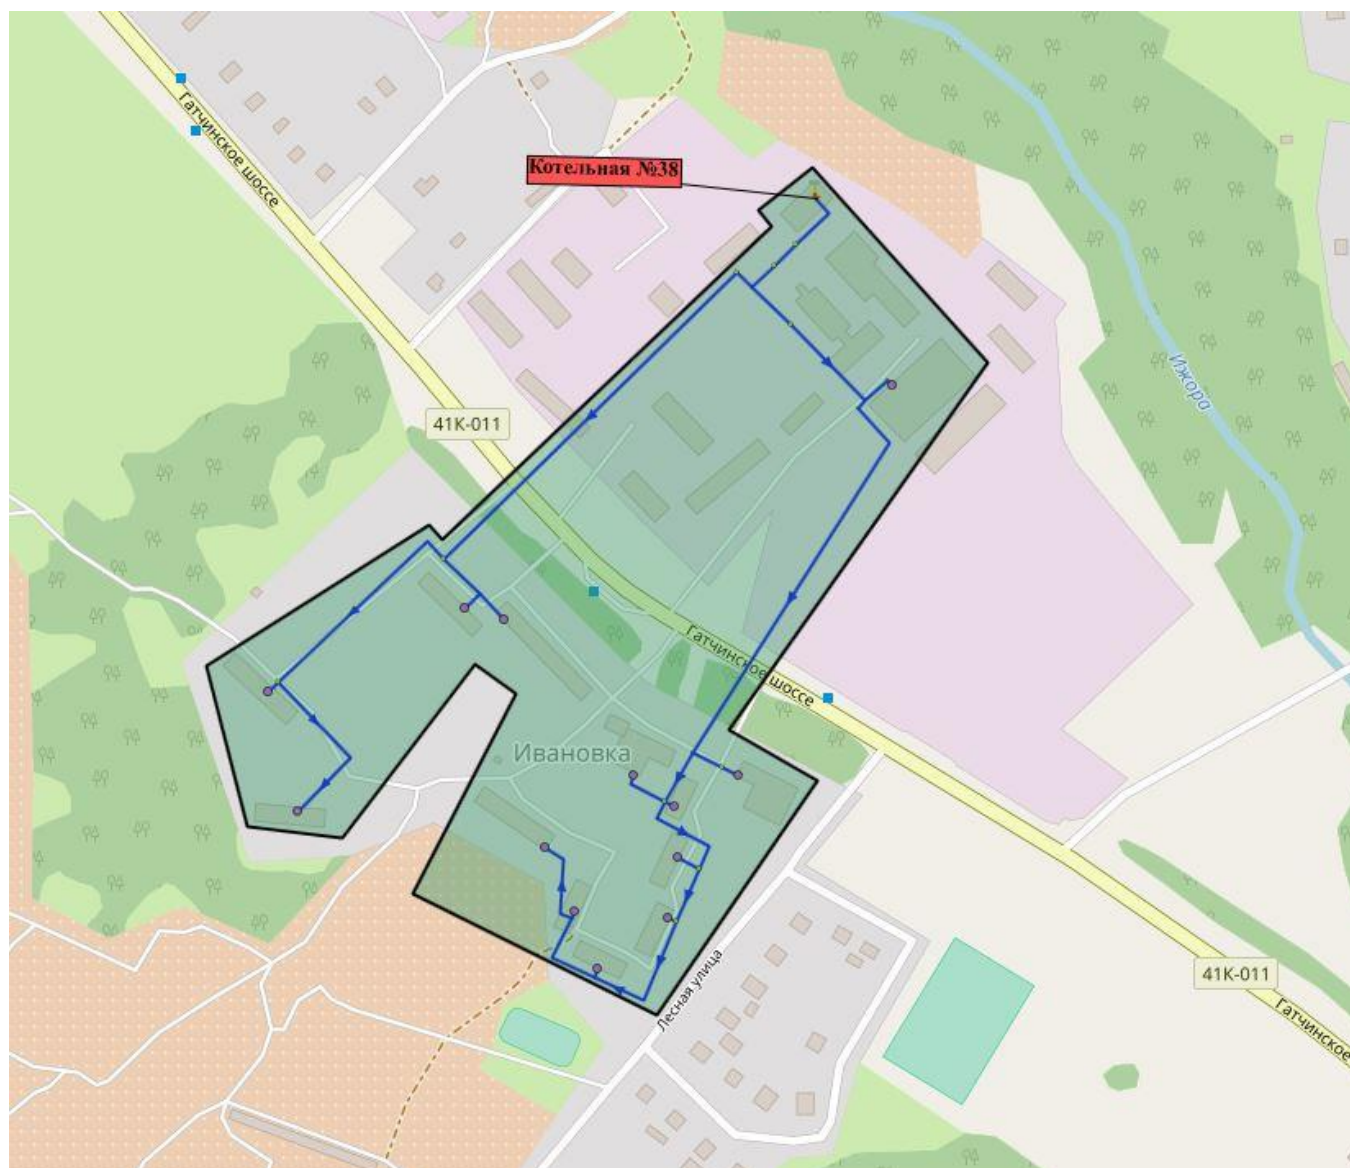 Гатчинское шоссе
Котельная №38
Ижора
41К-011
Гатчинское шоссе
Ивановка
Лесная улица
41К-011
Гатчинское